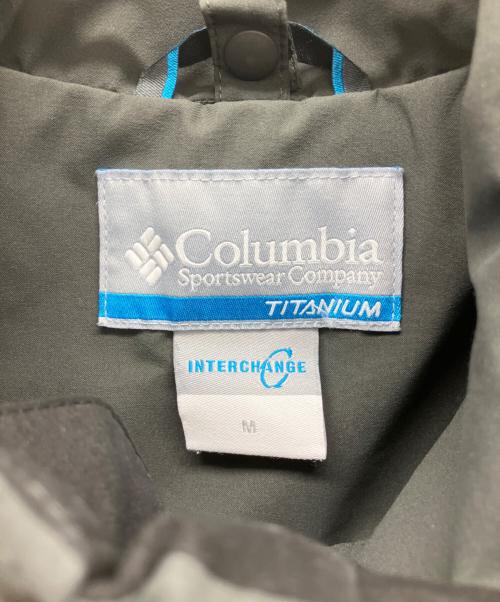 Columbia
Sportswear Company
TITANIUM
INTERCHANGE
M